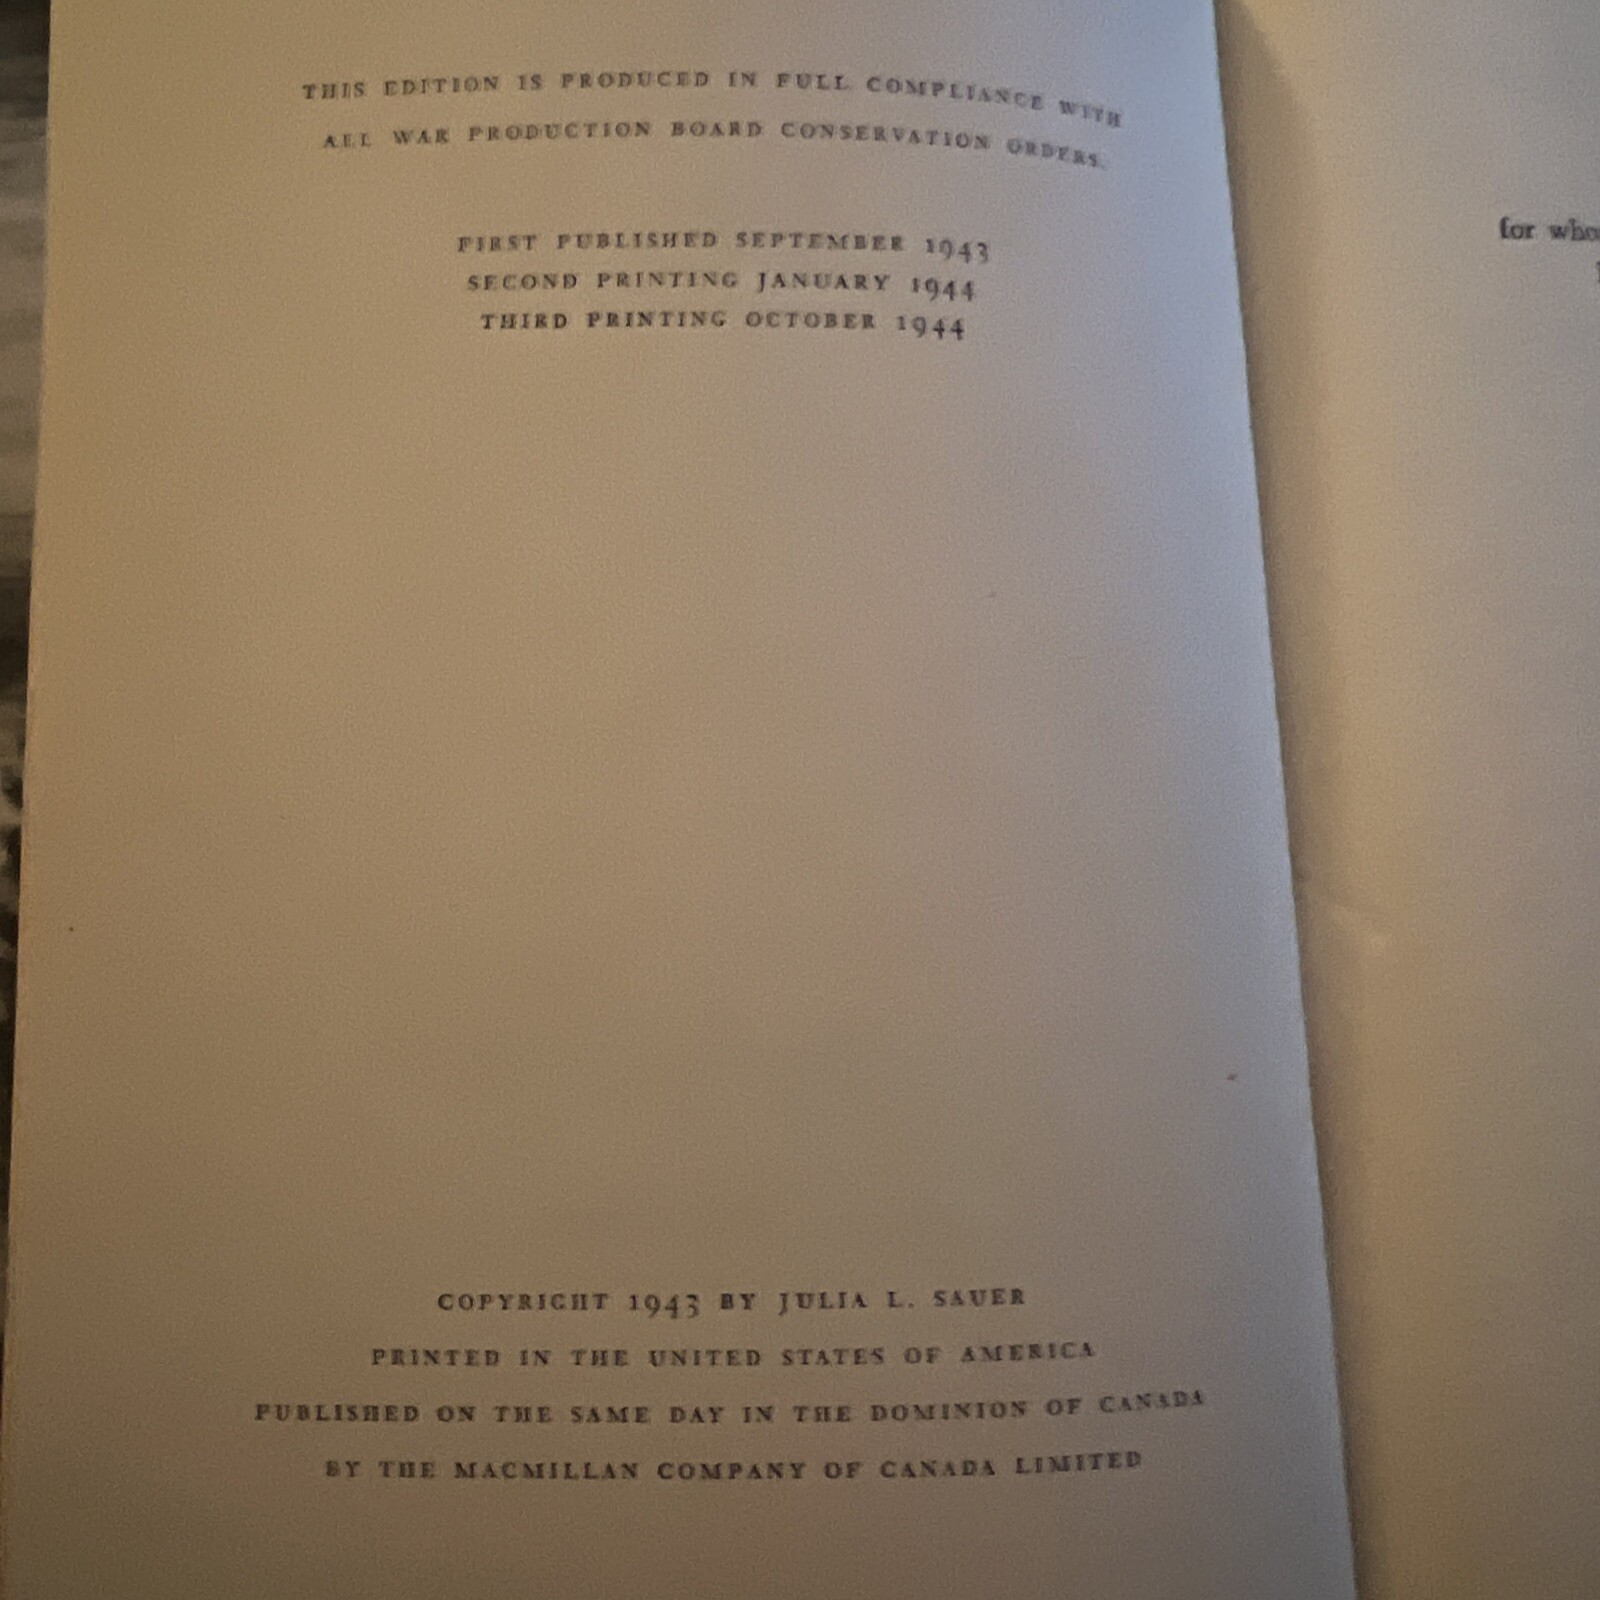 THIS EDITION IS PRODUCED IN FULL COMPLIANCE WITH
ALL WAR PRODUCTION BOARD CONSERVATION ORDERS.
FIRST PUBLISHED SEPTEMBER 1943
SECOND PRINTING JANUARY 1944
THIRD PRINTING OCTOBER 1944
COPYRIGHT 1943 BY JULIA L. SAUER
PRINTED IN THE UNITED STATES OF AMERICA
PUBLISHED ON THE SAME DAY IN THE DOMINION OF CANADA
BY THE MACMILLAN COMPANY OF CANADA LIMITED
for